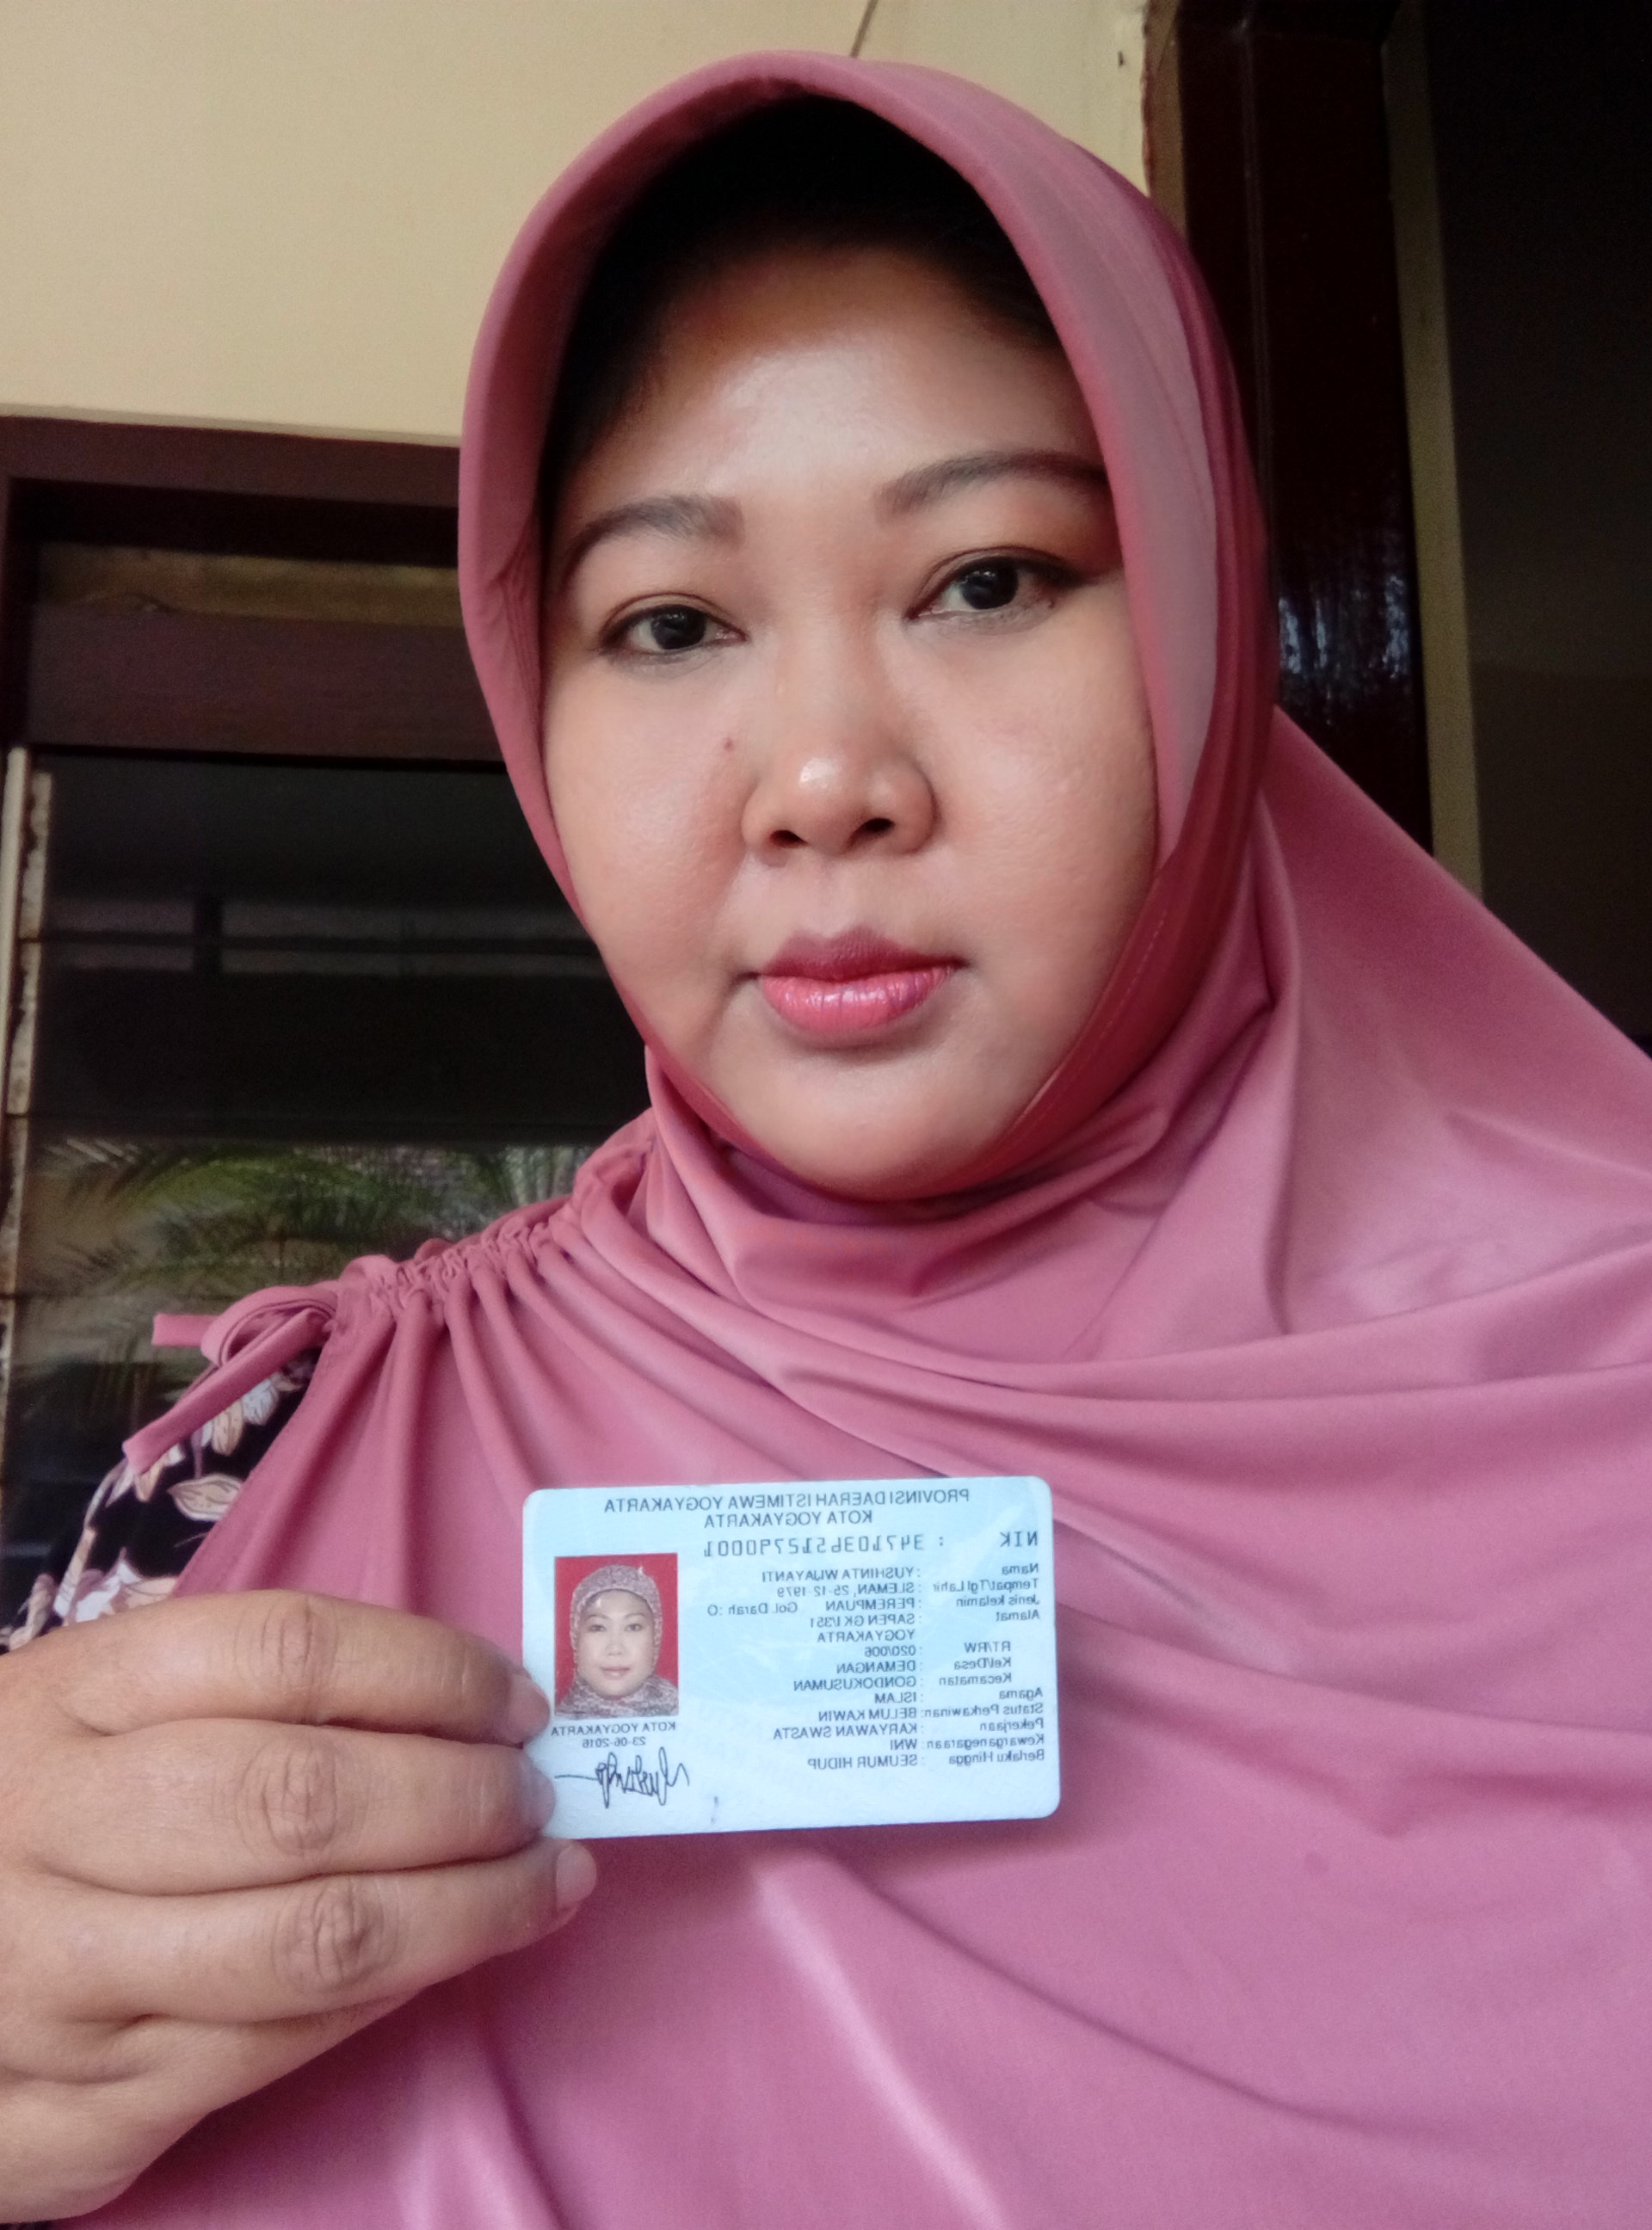 PROVINSI DAERAH ISTIMEWA YOGYAKARTA
KOTA YOGYAKARTA
NIK : 3471036512790001
Nama : YUSHINTA WIJAYANTI
Tempat/Tgl Lahir : SLEMAN, 25-12-1979
Jenis kelamin : PEREMPUAN Gol. Darah : O
Alamat : SAPEN GK I/351
YOGYAKARTA
RT/RW : 020/006
Kel/Desa : DEMANGAN
Kecamatan : GONDOKUSUMAN
Agama : ISLAM
Status Perkawinan: BELUM KAWIN
Pekerjaan : KARYAWAN SWASTA
Kewarganegaraan: WNI
Berlaku Hingga : SEUMUR HIDUP
KOTA YOGYAKARTA
23-06-2016